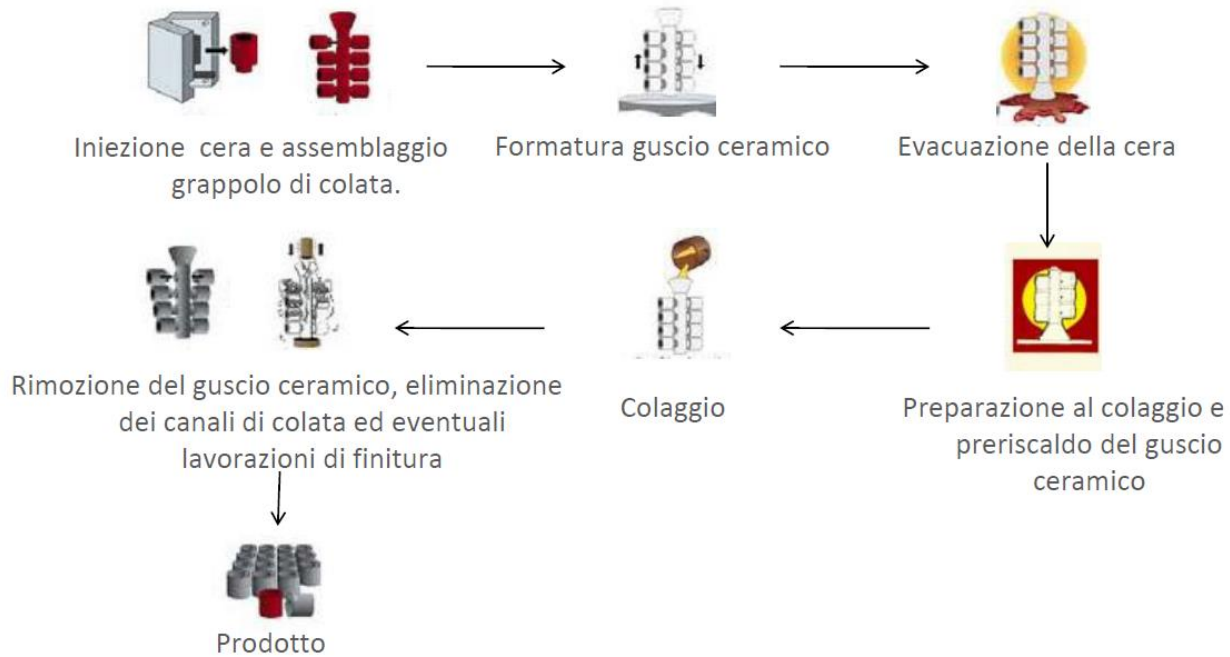 Iniezione cera e assemblaggio
grappolo di colata.
Formatura guscio ceramico
Evacuazione della cera
Preparazione al colaggio e
preriscaldo del guscio
ceramico
Colaggio
Rimozione del guscio ceramico, eliminazione
dei canali di colata ed eventuali
lavorazioni di finitura
Prodotto